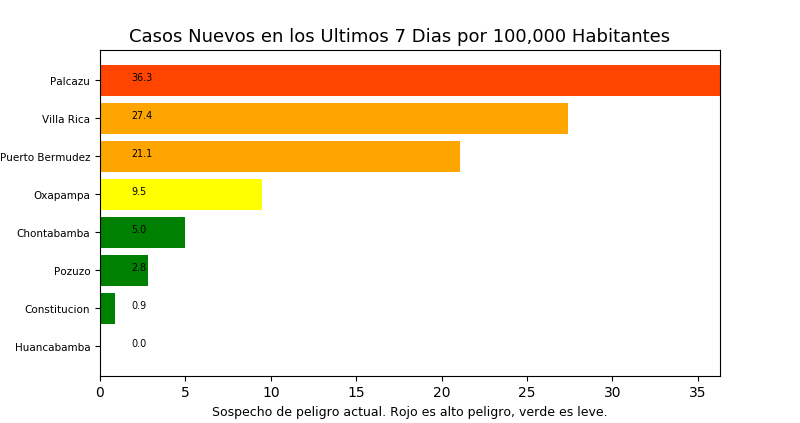 Casos Nuevos en los Ultimos 7 Dias por 100,000 Habitantes
Palcazu 36.3
Villa Rica 27.4
Puerto Bermudez 21.1
Oxapampa 9.5
Chontabamba 5.0
Pozuzo 2.8
Constitucion 0.9
Huancabamba 0.0
0 5 10 15 20 25 30 35
Sospecho de peligro actual. Rojo es alto peligro, verde es leve.